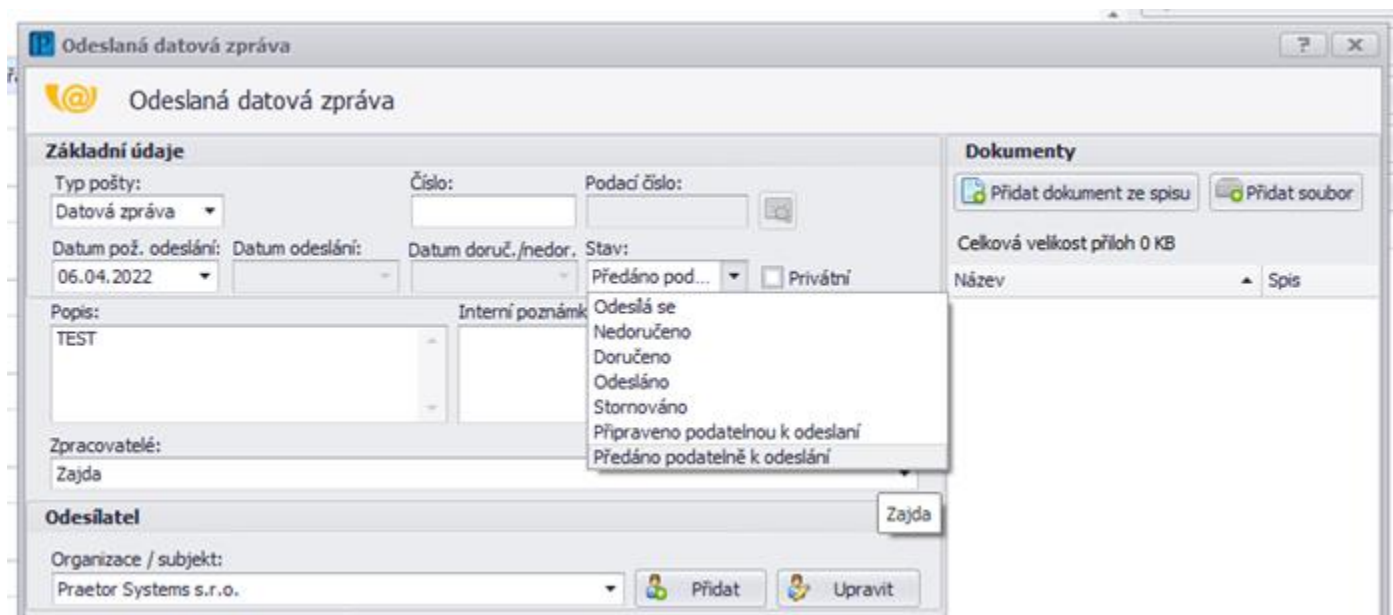 Odeslaná datová zpráva
Odeslaná datová zpráva
Základní údaje
Typ pošty:
Číslo:
Podací číslo:
Datová zpráva
Datum pož. odeslání:
Datum odeslání:
Datum doruč./nedor.
Stav:
06.04.2022
Předáno pod...
Privátní
Popis:
Interní poznámk
TEST
Odesílá se
Nedoručeno
Doručeno
Odesláno
Stornováno
Připraveno podatelnou k odeslaní
Předáno podatelně k odeslání
Zpracovatelé:
Zajda
Zajda
Odesílatel
Organizace / subjekt:
Praetor Systems s.r.o.
Přidat
Upravit
Dokumenty
Přidat dokument ze spisu
Přidat soubor
Celková velikost příloh 0 KB
Název
Spis